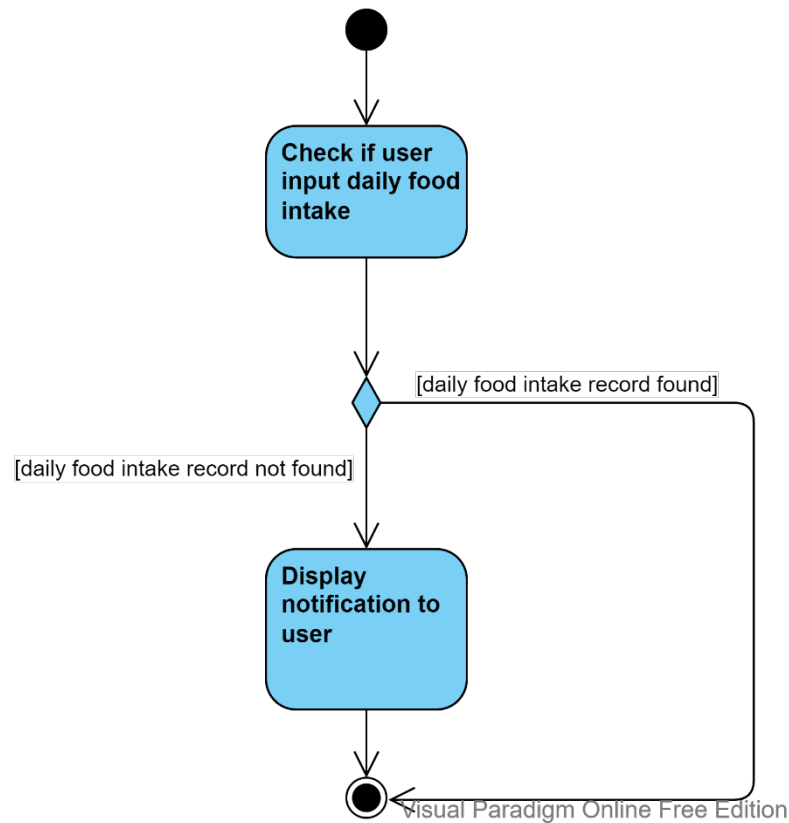 Check if user
input daily food
intake
[daily food intake record found]
[daily food intake record not found]
Display
notification to
user
Visual Paradigm Online Free Edition